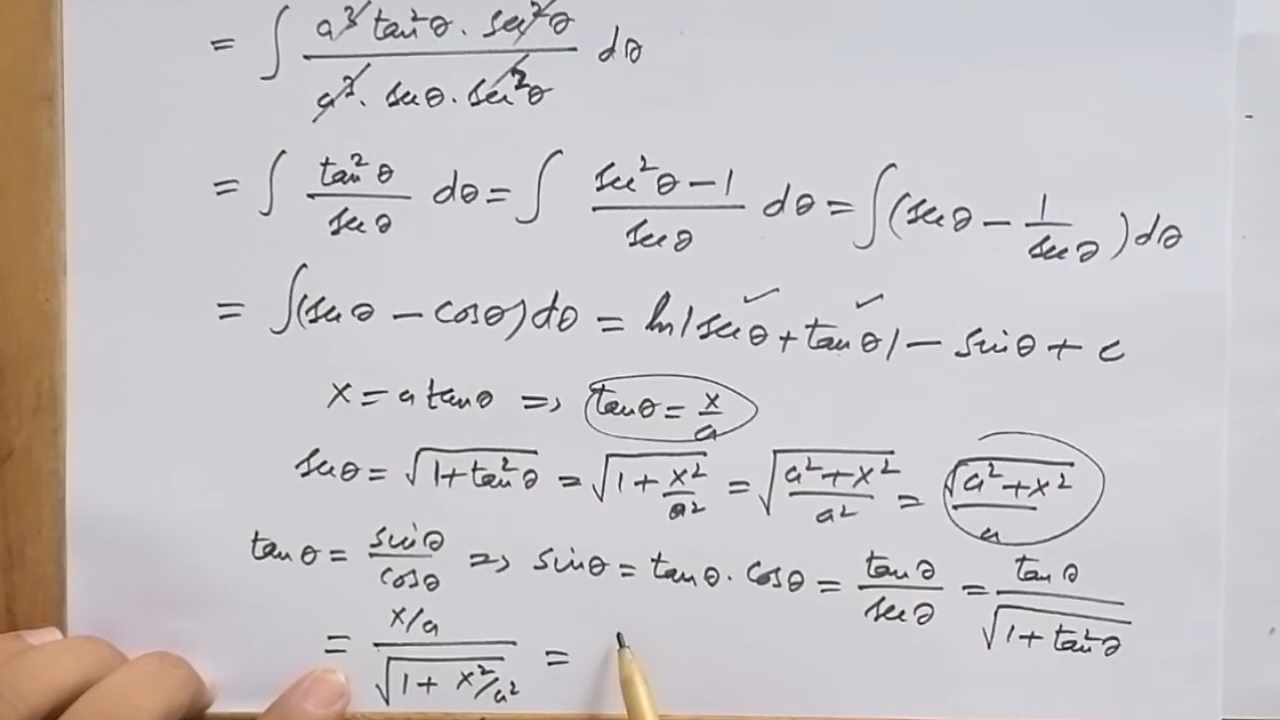 = ∫ a³ tan²θ · sec²θ / a² · secθ · sec²θ dθ
= ∫ tan²θ / secθ dθ = ∫ sec²θ − 1 / secθ dθ = ∫(secθ − 1/secθ)dθ
= ∫(secθ − cosθ)dθ = ln|secθ + tanθ| − sinθ + c
x = a tanθ => tanθ = x/a
secθ = √(1+tan²θ) = √(1+x²/a²) = √(a²+x²/a²) = √(a²+x²)/a
tanθ = sinθ/cosθ => sinθ = tanθ · cosθ = tanθ/secθ = tanθ/√(1+tan²θ)
= x/a / √(1+x²/a²) =